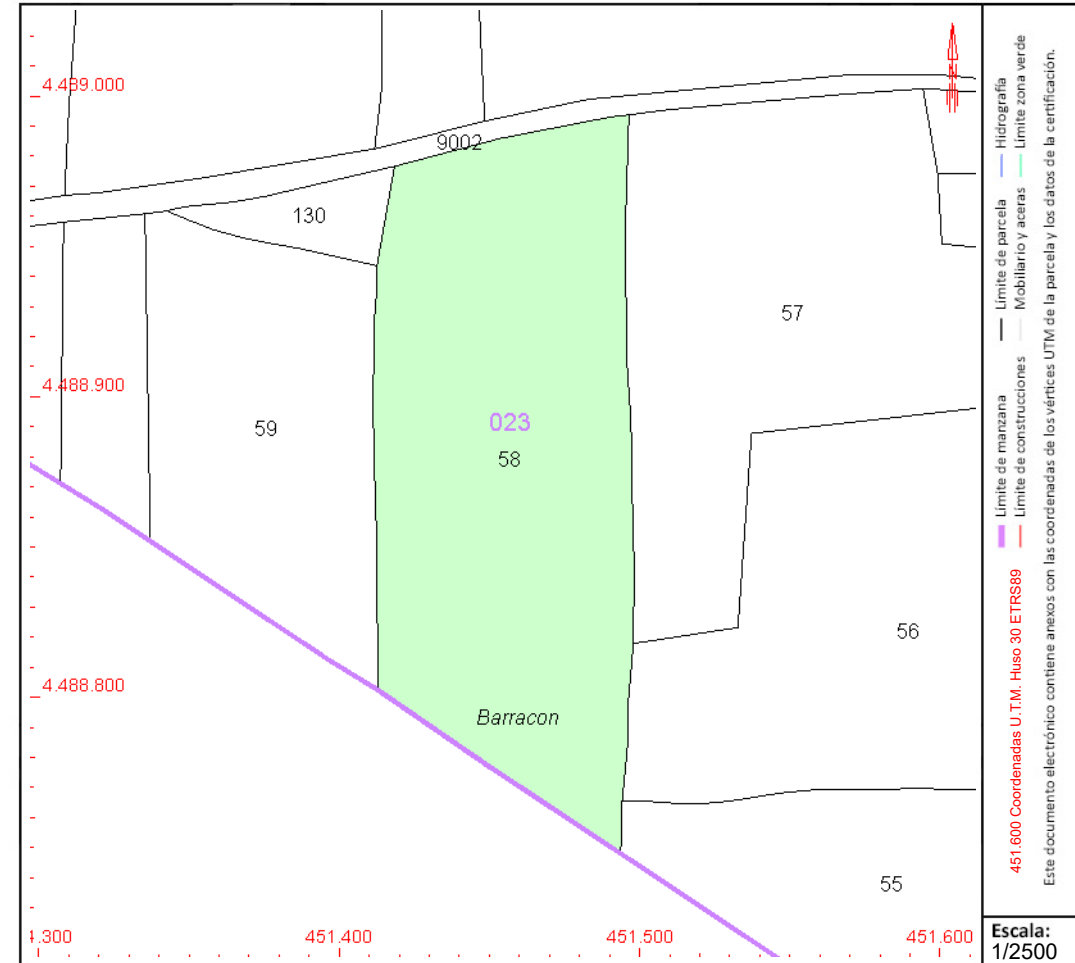 4.489.000
9002
130
57
4.488.900
023
59
58
56
4.488.800
Barracon
55
4.300
451.400
451.500
451.600
Hidrografía
Límite zona verde
Límite de parcela
Mobiliario y aceras
Límite de manzana
Límite de construcciones
451.600 Coordenadas U.T.M. Huso 30 ETRS89
Este documento electrónico contiene anexos con las coordenadas de los vértices UTM de la parcela y los datos de la certificación.
Escala:
1/2500